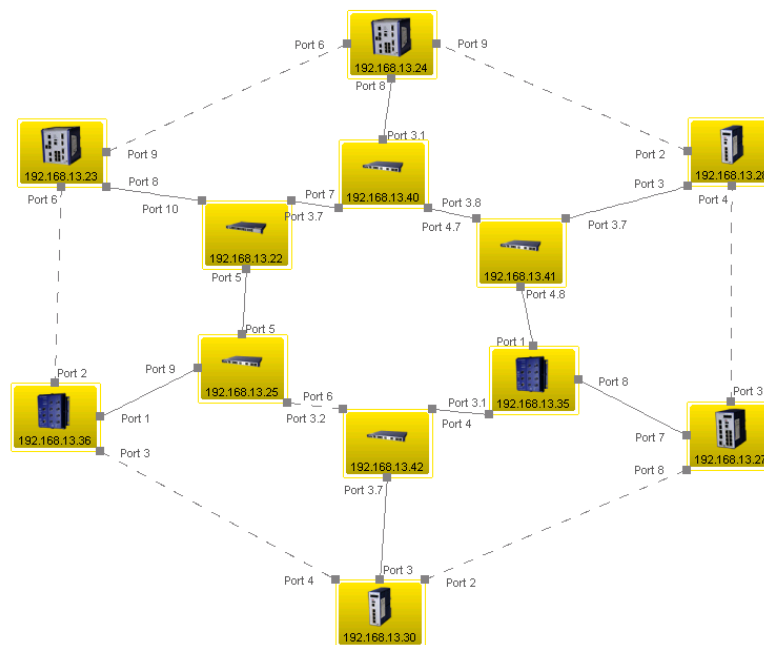 Port 6
Port 9
192.168.13.24
Port 8
Port 3.1
Port 9
Port 2
192.168.13.23
192.168.13.28
Port 8
Port 7
Port 3.8
Port 3
Port 6
192.168.13.40
Port 4
Port 10
Port 3.7
Port 4.7
Port 3.7
192.168.13.22
192.168.13.41
Port 5
Port 4.8
Port 5
Port 1
Port 2
Port 9
Port 8
192.168.13.25
Port 6
Port 3.1
192.168.13.35
Port 3
Port 1
Port 3.2
Port 4
Port 7
192.168.13.36
192.168.13.27
Port 3
192.168.13.42
Port 8
Port 3.7
Port 4
Port 3
Port 2
192.168.13.30